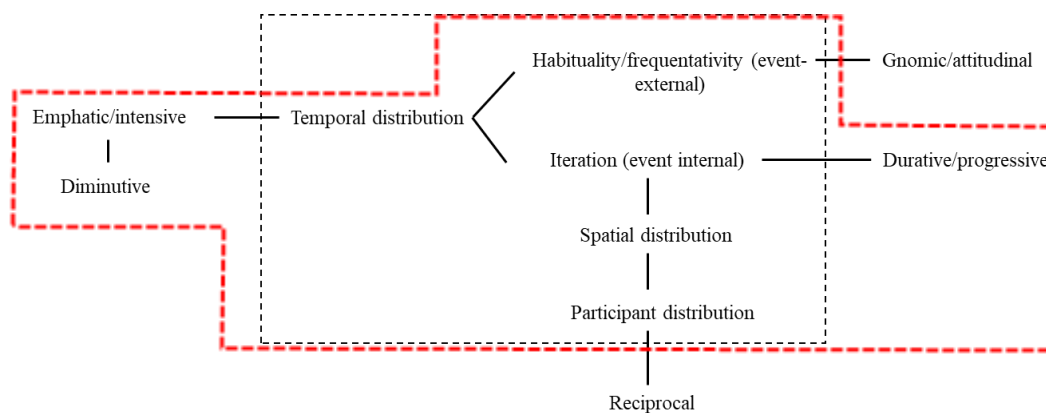 Habituality/frequentativity (event-
external)
Gnomic/attitudinal
Emphatic/intensive
Temporal distribution
Iteration (event internal)
Durative/progressive
Diminutive
Spatial distribution
Participant distribution
Reciprocal